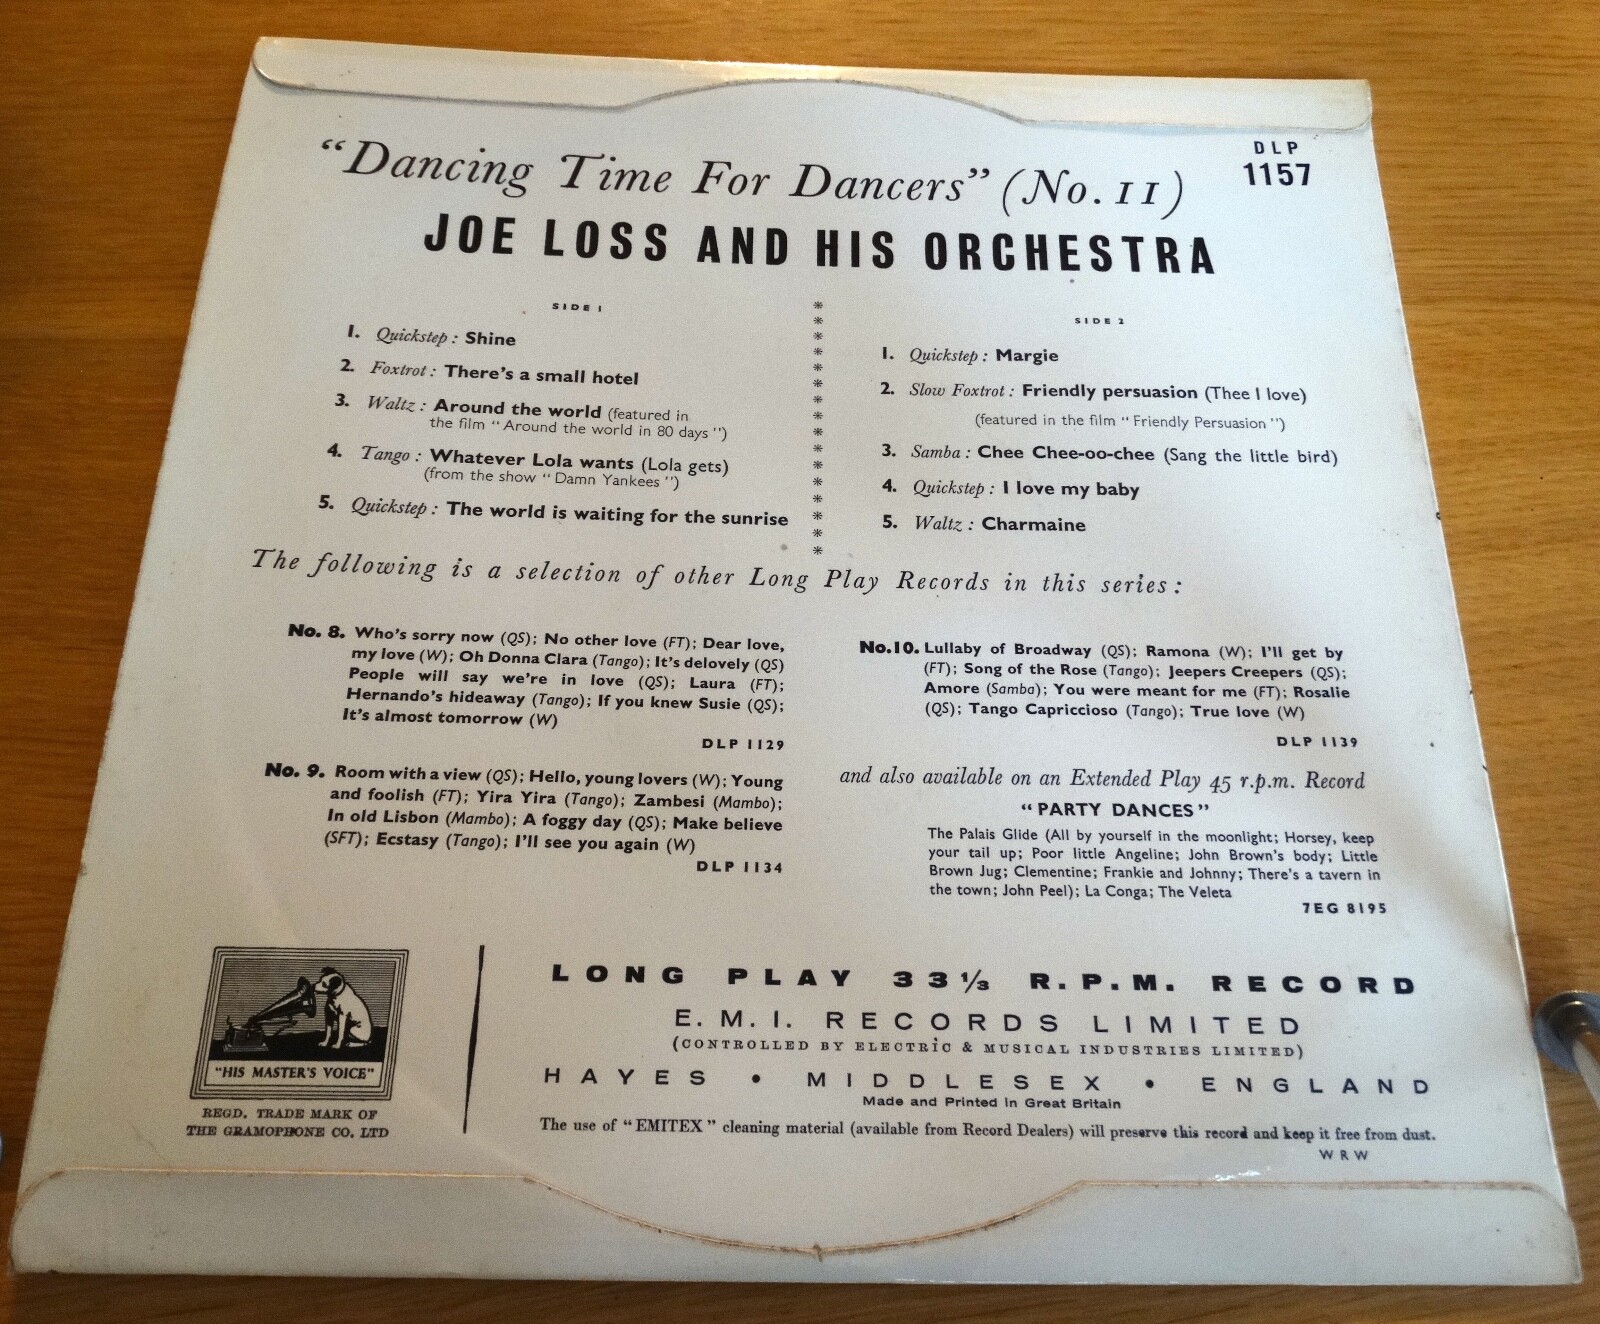 "Dancing Time For Dancers" (No. 11)
DLP
1157
JOE LOSS AND HIS ORCHESTRA
SIDE 1
1. Quickstep : Shine
2. Foxtrot : There's a small hotel
3. Waltz : Around the world (featured in
the film "Around the world in 80 days")
4. Tango : Whatever Lola wants (Lola gets)
(from the show "Damn Yankees")
5. Quickstep : The world is waiting for the sunrise
SIDE 2
1. Quickstep : Margie
2. Slow Foxtrot : Friendly persuasion (Thee I love)
(featured in the film "Friendly Persuasion")
3. Samba : Chee Chee-oo-chee (Sang the little bird)
4. Quickstep : I love my baby
5. Waltz : Charmaine
The following is a selection of other Long Play Records in this series :
No. 8. Who's sorry now (QS); No other love (FT); Dear love,
my love (W); Oh Donna Clara (Tango); It's delovely (QS)
People will say we're in love (QS); Laura (FT);
Hernando's hideaway (Tango); If you knew Susie (QS);
It's almost tomorrow (W)
DLP 1129
No. 9. Room with a view (QS); Hello, young lovers (W); Young
and foolish (FT); Yira Yira (Tango); Zambesi (Mambo);
In old Lisbon (Mambo); A foggy day (QS); Make believe
(SFT); Ecstasy (Tango); I'll see you again (W)
DLP 1134
No.10. Lullaby of Broadway (QS); Ramona (W); I'll get by
(FT); Song of the Rose (Tango); Jeepers Creepers (QS);
Amore (Samba); You were meant for me (FT); Rosalie
(QS); Tango Capriccioso (Tango); True love (W)
DLP 1139
and also available on an Extended Play 45 r.p.m. Record
"PARTY DANCES"
The Palais Glide (All by yourself in the moonlight; Horsey, keep
your tail up; Poor little Angeline; John Brown's body; Little
Brown Jug; Clementine; Frankie and Johnny; There's a tavern in
the town; John Peel); La Conga; The Veleta
7EG 8195
"HIS MASTER'S VOICE"
REGD. TRADE MARK OF
THE GRAMOPHONE CO. LTD
LONG PLAY 33⅓ R.P.M. RECORD
E. M. I. RECORDS LIMITED
(CONTROLLED BY ELECTRIC & MUSICAL INDUSTRIES LIMITED)
HAYES • MIDDLESEX • ENGLAND
Made and Printed in Great Britain
The use of "EMITEX" cleaning material (available from Record Dealers) will preserve this record and keep it free from dust.
WRW